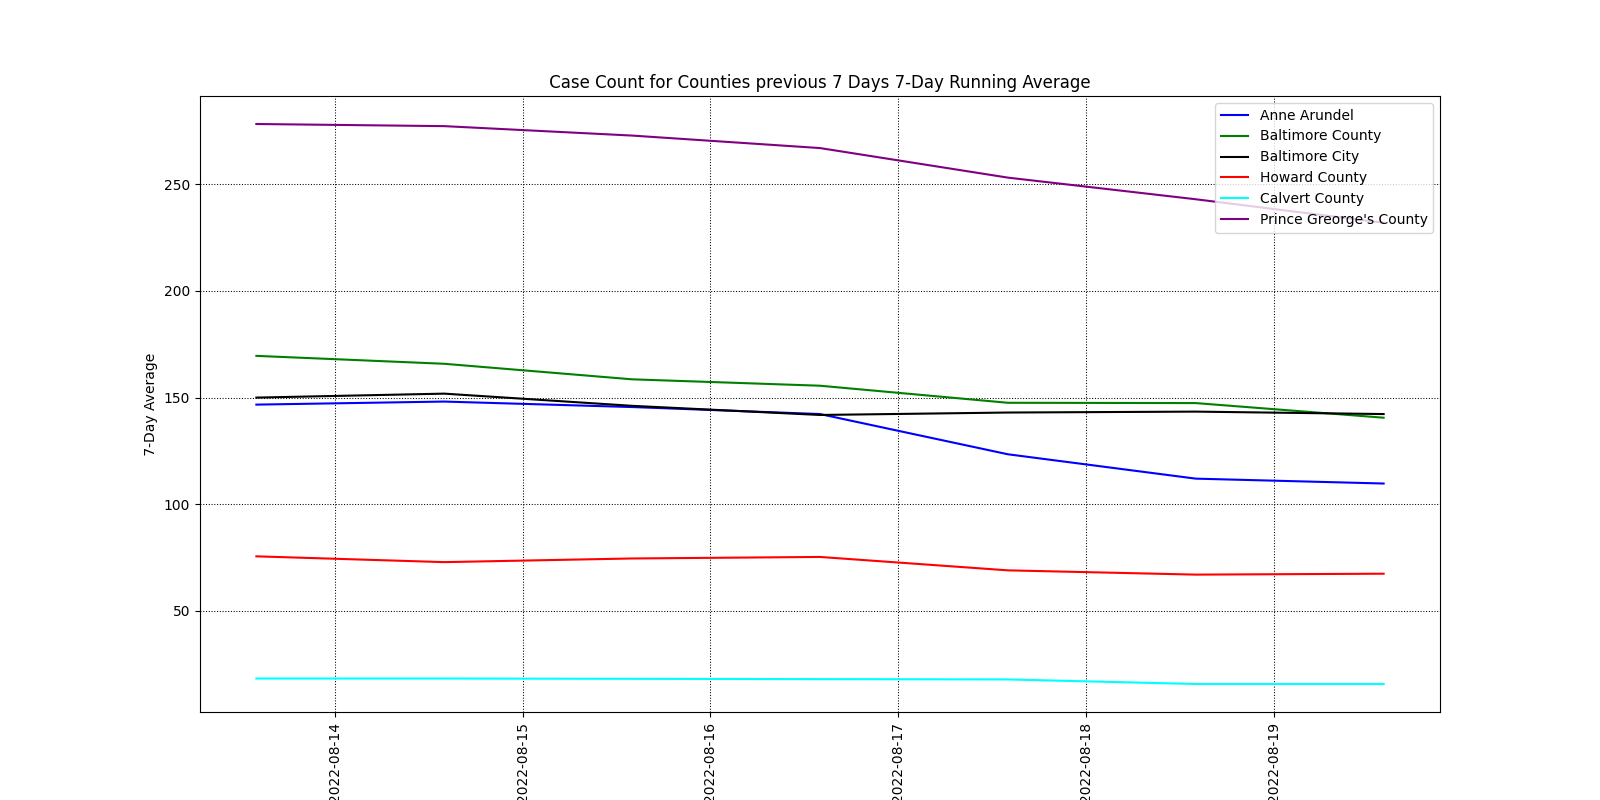 Case Count for Counties previous 7 Days 7-Day Running Average
Anne Arundel
Baltimore County
Baltimore City
Howard County
Calvert County
Prince Greorge's County
7-Day Average
250
200
150
100
50
2022-08-14
2022-08-15
2022-08-16
2022-08-17
2022-08-18
2022-08-19